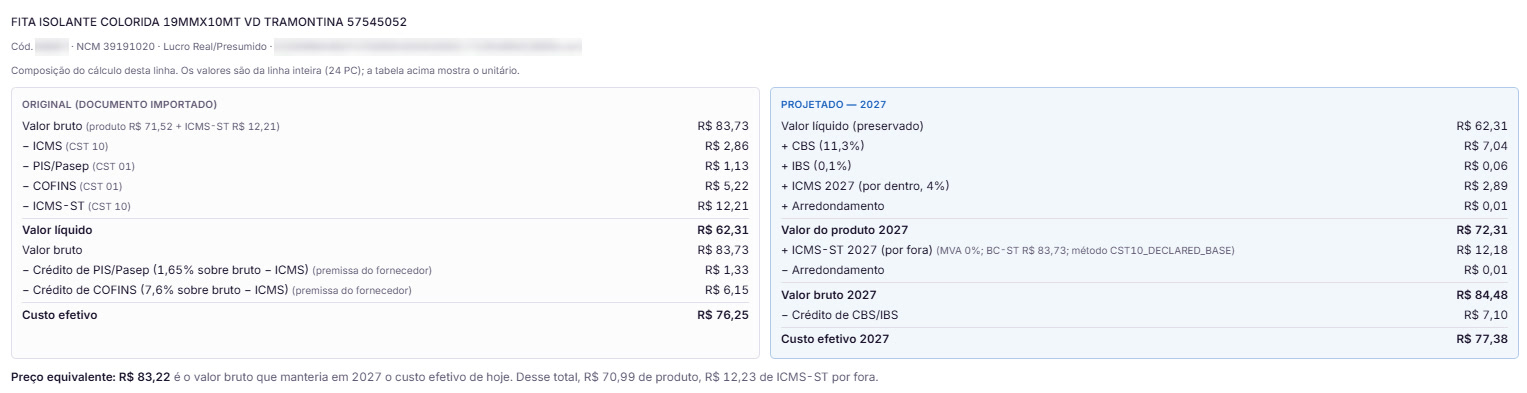 FITA ISOLANTE COLORIDA 19MMX10MT VD TRAMONTINA 57545052
Cód. · NCM 39191020 · Lucro Real/Presumido ·
Composição do cálculo desta linha. Os valores são da linha inteira (24 PC); a tabela acima mostra o unitário.
ORIGINAL (DOCUMENTO IMPORTADO)
Valor bruto (produto R$ 71,52 + ICMS-ST R$ 12,21) R$ 83,73
− ICMS (CST 10) R$ 2,86
− PIS/Pasep (CST 01) R$ 1,13
− COFINS (CST 01) R$ 5,22
− ICMS-ST (CST 10) R$ 12,21
Valor líquido R$ 62,31
Valor bruto R$ 83,73
− Crédito de PIS/Pasep (1,65% sobre bruto − ICMS) (premissa do fornecedor) R$ 1,33
− Crédito de COFINS (7,6% sobre bruto − ICMS) (premissa do fornecedor) R$ 6,15
Custo efetivo R$ 76,25
PROJETADO — 2027
Valor líquido (preservado) R$ 62,31
+ CBS (11,3%) R$ 7,04
+ IBS (0,1%) R$ 0,06
+ ICMS 2027 (por dentro, 4%) R$ 2,89
+ Arredondamento R$ 0,01
Valor do produto 2027 R$ 72,31
+ ICMS-ST 2027 (por fora) (MVA 0%; BC-ST R$ 83,73; método CST10_DECLARED_BASE) R$ 12,18
− Arredondamento R$ 0,01
Valor bruto 2027 R$ 84,48
− Crédito de CBS/IBS R$ 7,10
Custo efetivo 2027 R$ 77,38
Preço equivalente: R$ 83,22 é o valor bruto que manteria em 2027 o custo efetivo de hoje. Desse total, R$ 70,99 de produto, R$ 12,23 de ICMS-ST por fora.